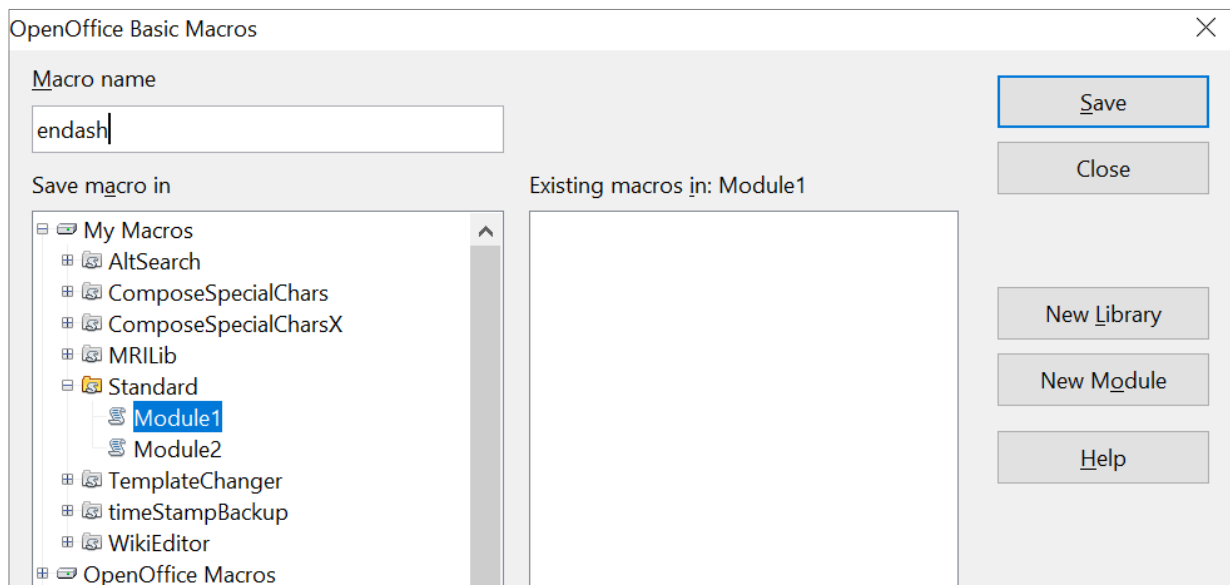 OpenOffice Basic Macros
Macro name
endash
Save
Close
Save macro in
Existing macros in: Module1
My Macros
AltSearch
ComposeSpecialChars
ComposeSpecialCharsX
MRILib
Standard
Module1
Module2
TemplateChanger
timeStampBackup
WikiEditor
OpenOffice Macros
New Library
New Module
Help